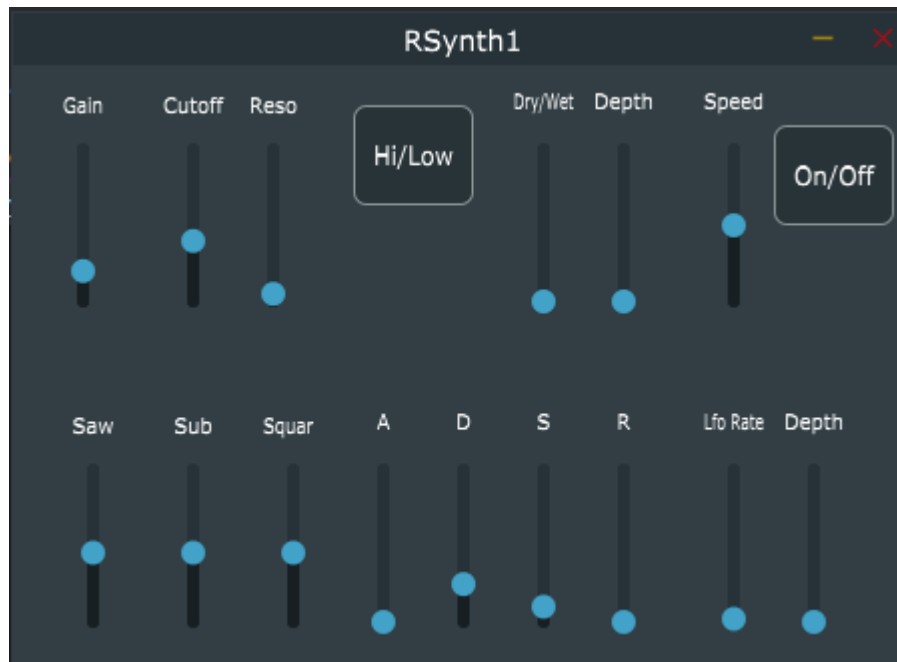 RSynth1
Gain Cutoff Reso Dry/Wet Depth Speed
Hi/Low On/Off
Saw Sub Squar A D S R Lfo Rate Depth